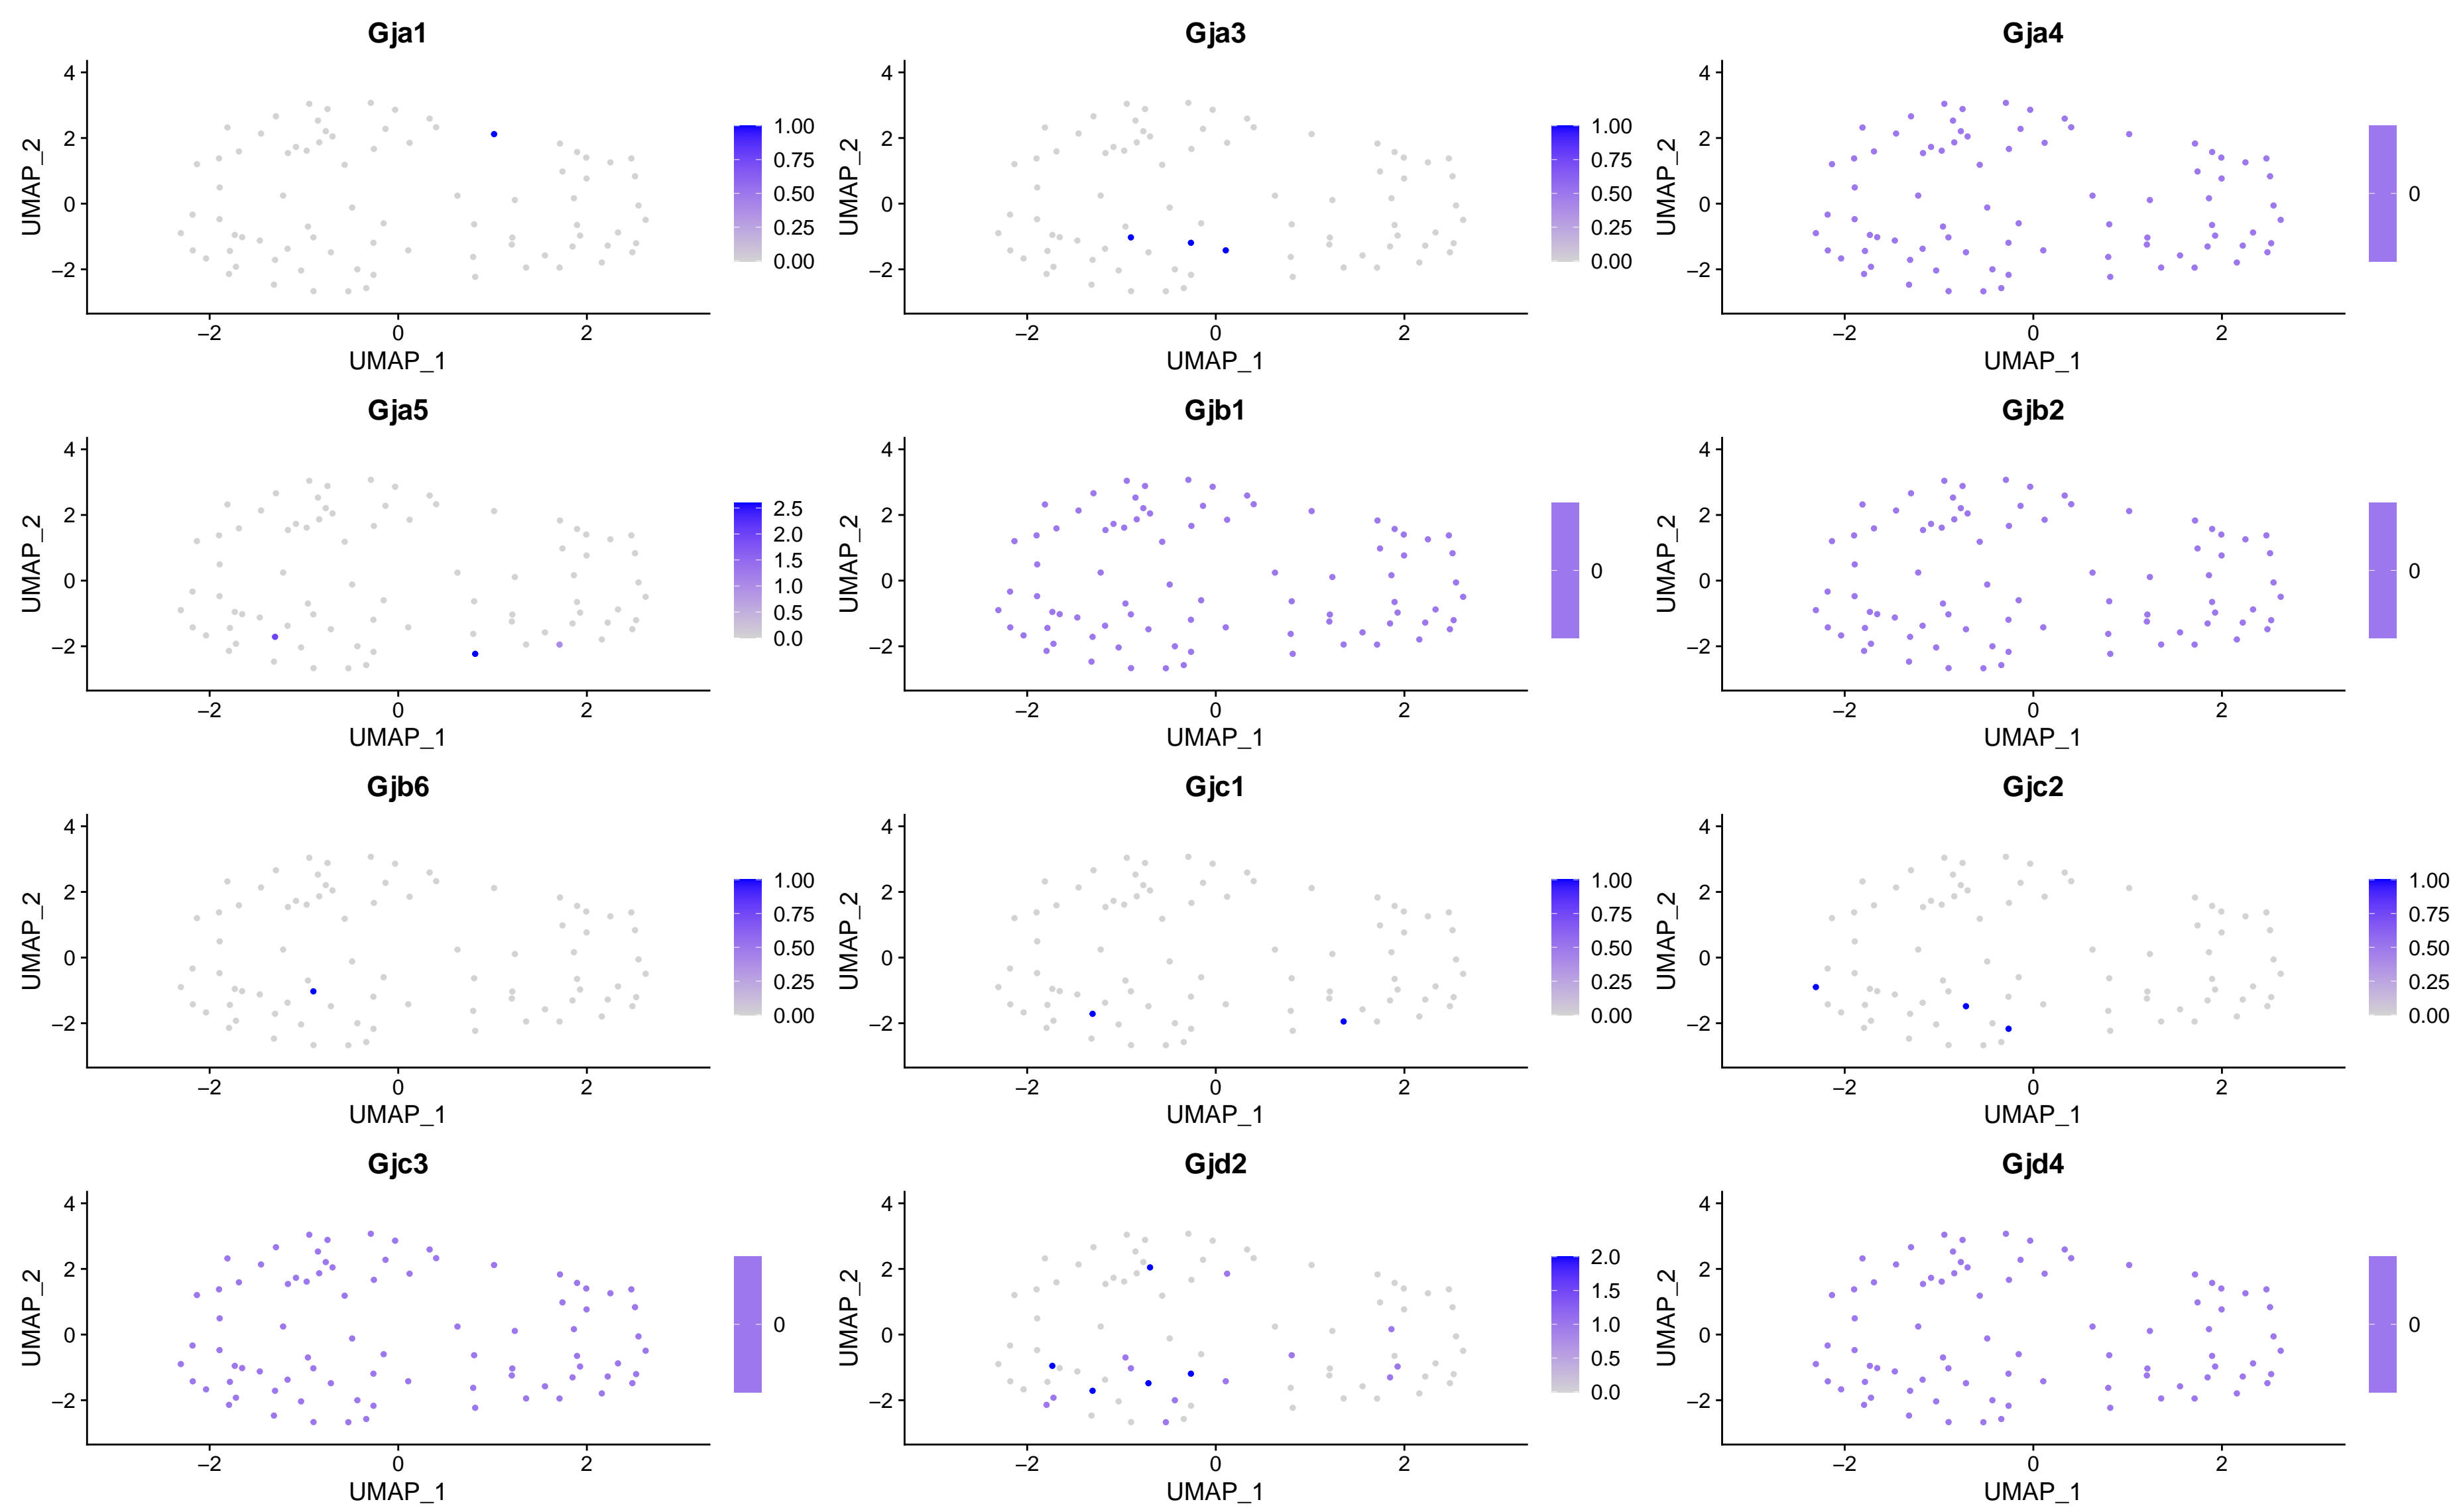 Gja1 Gja3 Gja4
4 1.00 4 1.00 4
2 0.75 2 0.75 2
UMAP_2 0 0.50 UMAP_2 0 0.50 UMAP_2 0 0
0.25 0.25
−2 0.00 −2 0.00 −2
−2 0 2 −2 0 2 −2 0 2
UMAP_1 UMAP_1 UMAP_1
Gja5 Gjb1 Gjb2
4 2.5 4 4
2 2.0 2 2
UMAP_2 0 1.5 UMAP_2 0 0 UMAP_2 0 0
1.0
0.5
−2 0.0 −2 −2
−2 0 2 −2 0 2 −2 0 2
UMAP_1 UMAP_1 UMAP_1
Gjb6 Gjc1 Gjc2
4 1.00 4 1.00 4 1.00
2 0.75 2 0.75 2 0.75
UMAP_2 0 0.50 UMAP_2 0 0.50 UMAP_2 0 0.50
0.25 0.25 0.25
−2 0.00 −2 0.00 −2 0.00
−2 0 2 −2 0 2 −2 0 2
UMAP_1 UMAP_1 UMAP_1
Gjc3 Gjd2 Gjd4
4 4 2.0 4
2 2 1.5 2
UMAP_2 0 0 UMAP_2 0 1.0 UMAP_2 0 0
0.5
−2 −2 0.0 −2
−2 0 2 −2 0 2 −2 0 2
UMAP_1 UMAP_1 UMAP_1